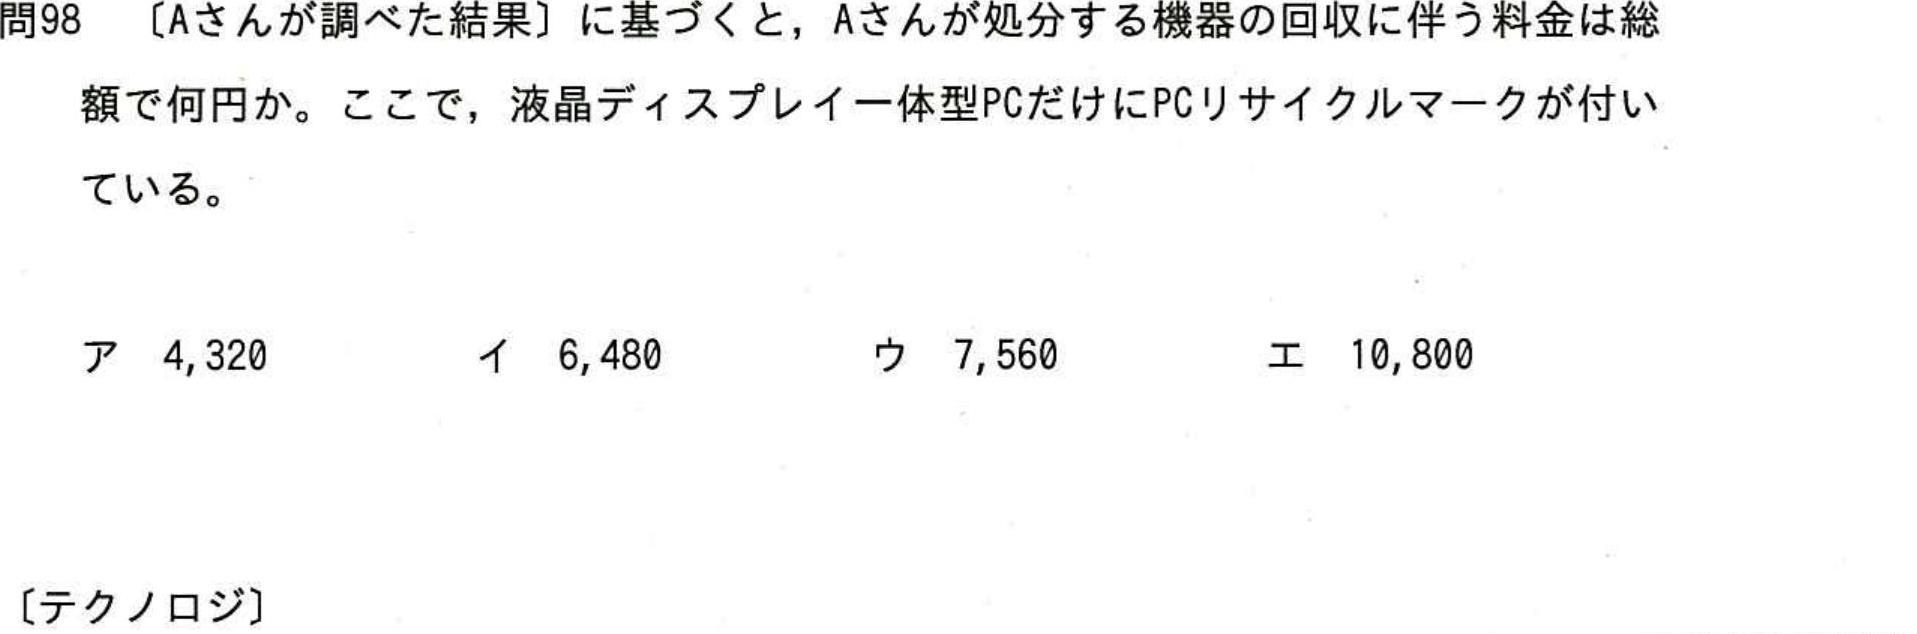 問98 〔Aさんが調べた結果〕に基づくと，Aさんが処分する機器の回収に伴う料金は総
額で何円か。ここで，液晶ディスプレイ一体型PCだけにPCリサイクルマークが付い
ている。
ア 4,320 イ 6,480 ウ 7,560 エ 10,800
〔テクノロジ〕